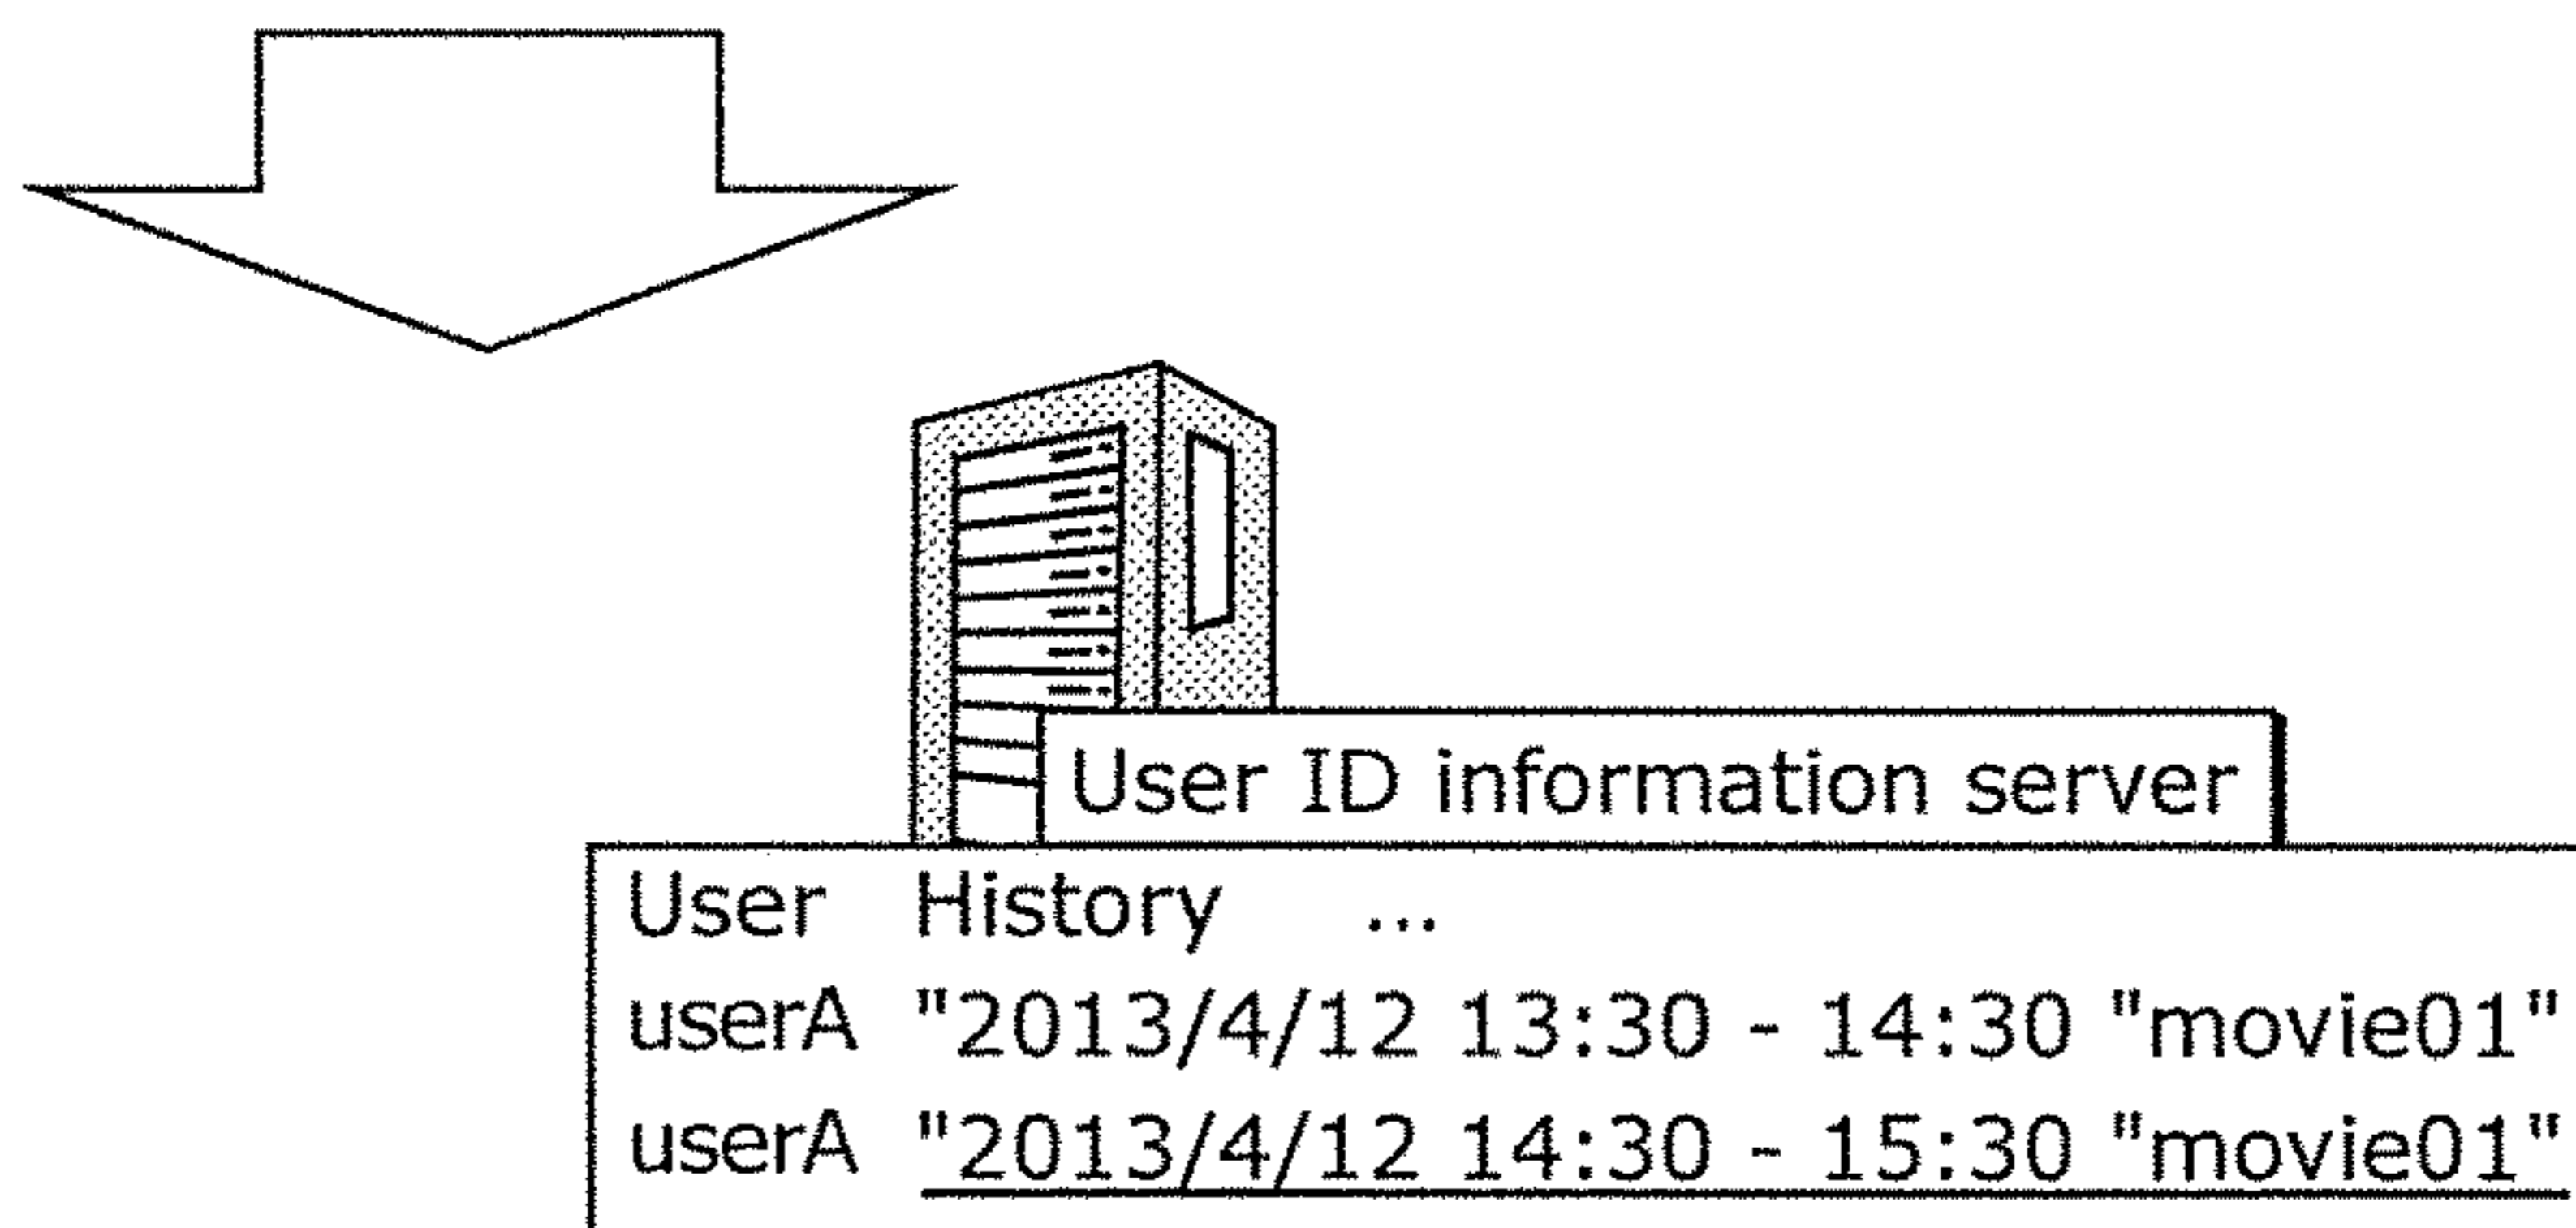 User ID information server
User History ...
userA "2013/4/12 13:30 - 14:30 "movie01"
userA "2013/4/12 14:30 - 15:30 "movie01"